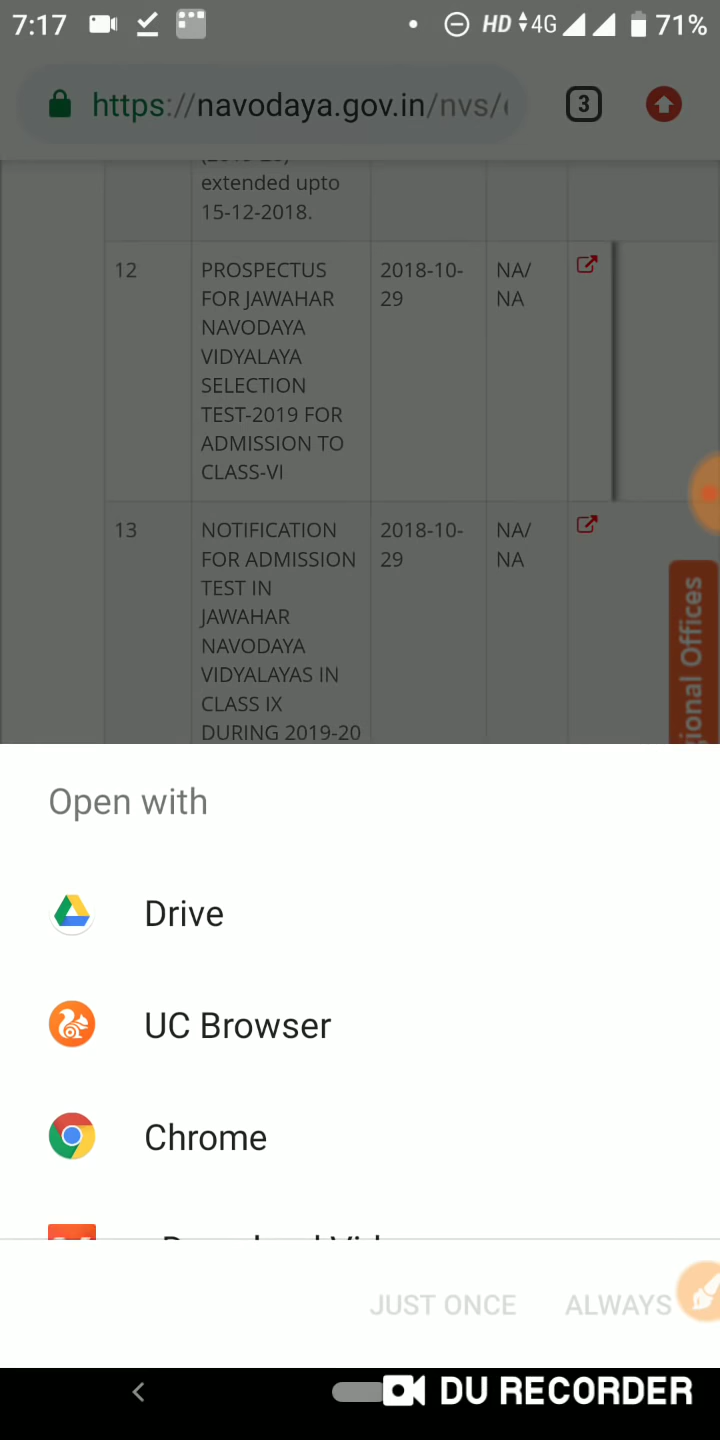 7:17 HD 4G 71%
https://navodaya.gov.in/nvs/
3
extended upto
15-12-2018.
12 PROSPECTUS 2018-10- NA/
FOR JAWAHAR 29 NA
NAVODAYA
VIDYALAYA
SELECTION
TEST-2019 FOR
ADMISSION TO
CLASS-VI
13 NOTIFICATION 2018-10- NA/
FOR ADMISSION 29 NA
TEST IN
JAWAHAR
NAVODAYA
VIDYALAYAS IN
CLASS IX
DURING 2019-20
Offices
Open with
Drive
UC Browser
Chrome
JUST ONCE ALWAYS
DU RECORDER